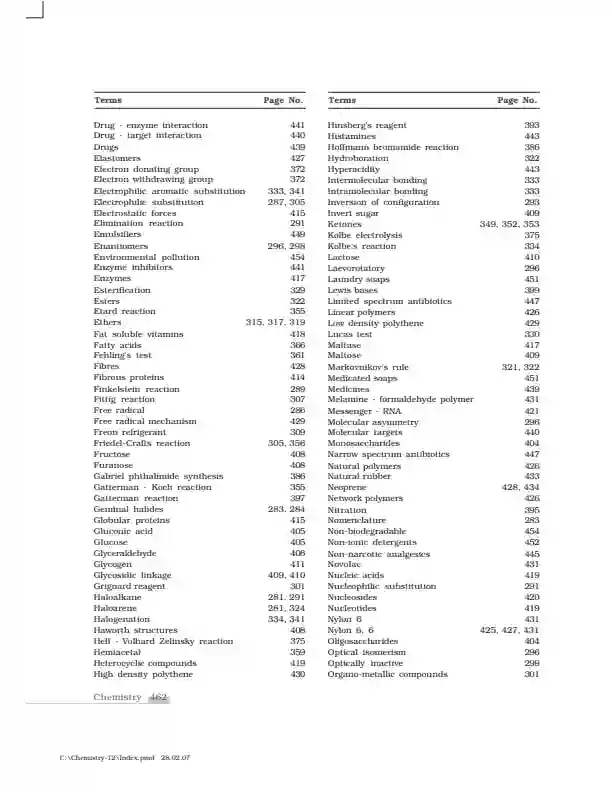 Terms Page No.
Drug - enzyme interaction 441
Drug - target interaction 440
Drugs 439
Elastomers 427
Electron donating group 372
Electron withdrawing group 372
Electrophilic aromatic substitution 333, 341
Electrophilic substitution 287, 305
Electrostatic forces 415
Elimination reaction 291
Emulsifiers 449
Enantiomers 296, 298
Environmental pollution 454
Enzyme inhibitors 441
Enzymes 417
Esterification 329
Esters 322
Etard reaction 355
Ethers 315, 317, 319
Fat soluble vitamins 418
Fatty acids 366
Fehling's test 361
Fibres 428
Fibrous proteins 414
Finkelstein reaction 289
Fittig reaction 307
Free radical 286
Free radical mechanism 429
Freon refrigerant 309
Friedel-Crafts reaction 305, 356
Fructose 408
Furanose 408
Gabriel phthalimide synthesis 386
Gatterman - Koch reaction 355
Gatterman reaction 397
Geminal halides 283, 284
Globular proteins 415
Gluconic acid 405
Glucose 405
Glyceraldehyde 406
Glycogen 411
Glycosidic linkage 409, 410
Grignard reagent 301
Haloalkane 281, 291
Haloarene 281, 324
Halogenation 334, 341
Haworth structures 408
Hell - Volhard Zelinsky reaction 375
Hemiacetal 359
Heterocyclic compounds 419
High density polythene 430
Terms Page No.
Hinsberg's reagent 393
Histamines 443
Hoffmann bromamide reaction 386
Hydroboration 322
Hyperacidity 443
Intermolecular bonding 333
Intramolecular bonding 333
Inversion of configuration 293
Invert sugar 409
Ketones 349, 352, 353
Kolbe electrolysis 375
Kolbe's reaction 334
Lactose 410
Laevorotatory 296
Laundry soaps 451
Lewis bases 399
Limited spectrum antibiotics 447
Linear polymers 426
Low density polythene 429
Lucas test 330
Maltase 417
Maltose 409
Markovnikov's rule 321, 322
Medicated soaps 451
Medicines 439
Melamine - formaldehyde polymer 431
Messenger - RNA 421
Molecular asymmetry 296
Molecular targets 440
Monosaccharides 404
Narrow spectrum antibiotics 447
Natural polymers 426
Natural rubber 433
Neoprene 428, 434
Network polymers 426
Nitration 395
Nomenclature 283
Non-biodegradable 454
Non-ionic detergents 452
Non-narcotic analgesics 445
Novolac 431
Nucleic acids 419
Nucleophilic substitution 291
Nucleosides 420
Nucleotides 419
Nylon 6 431
Nylon 6, 6 425, 427, 431
Oligosaccharides 404
Optical isomerism 296
Optically inactive 299
Organo-metallic compounds 301
Chemistry 462
C:\Chemistry-12\Index.pmd 28.02.07